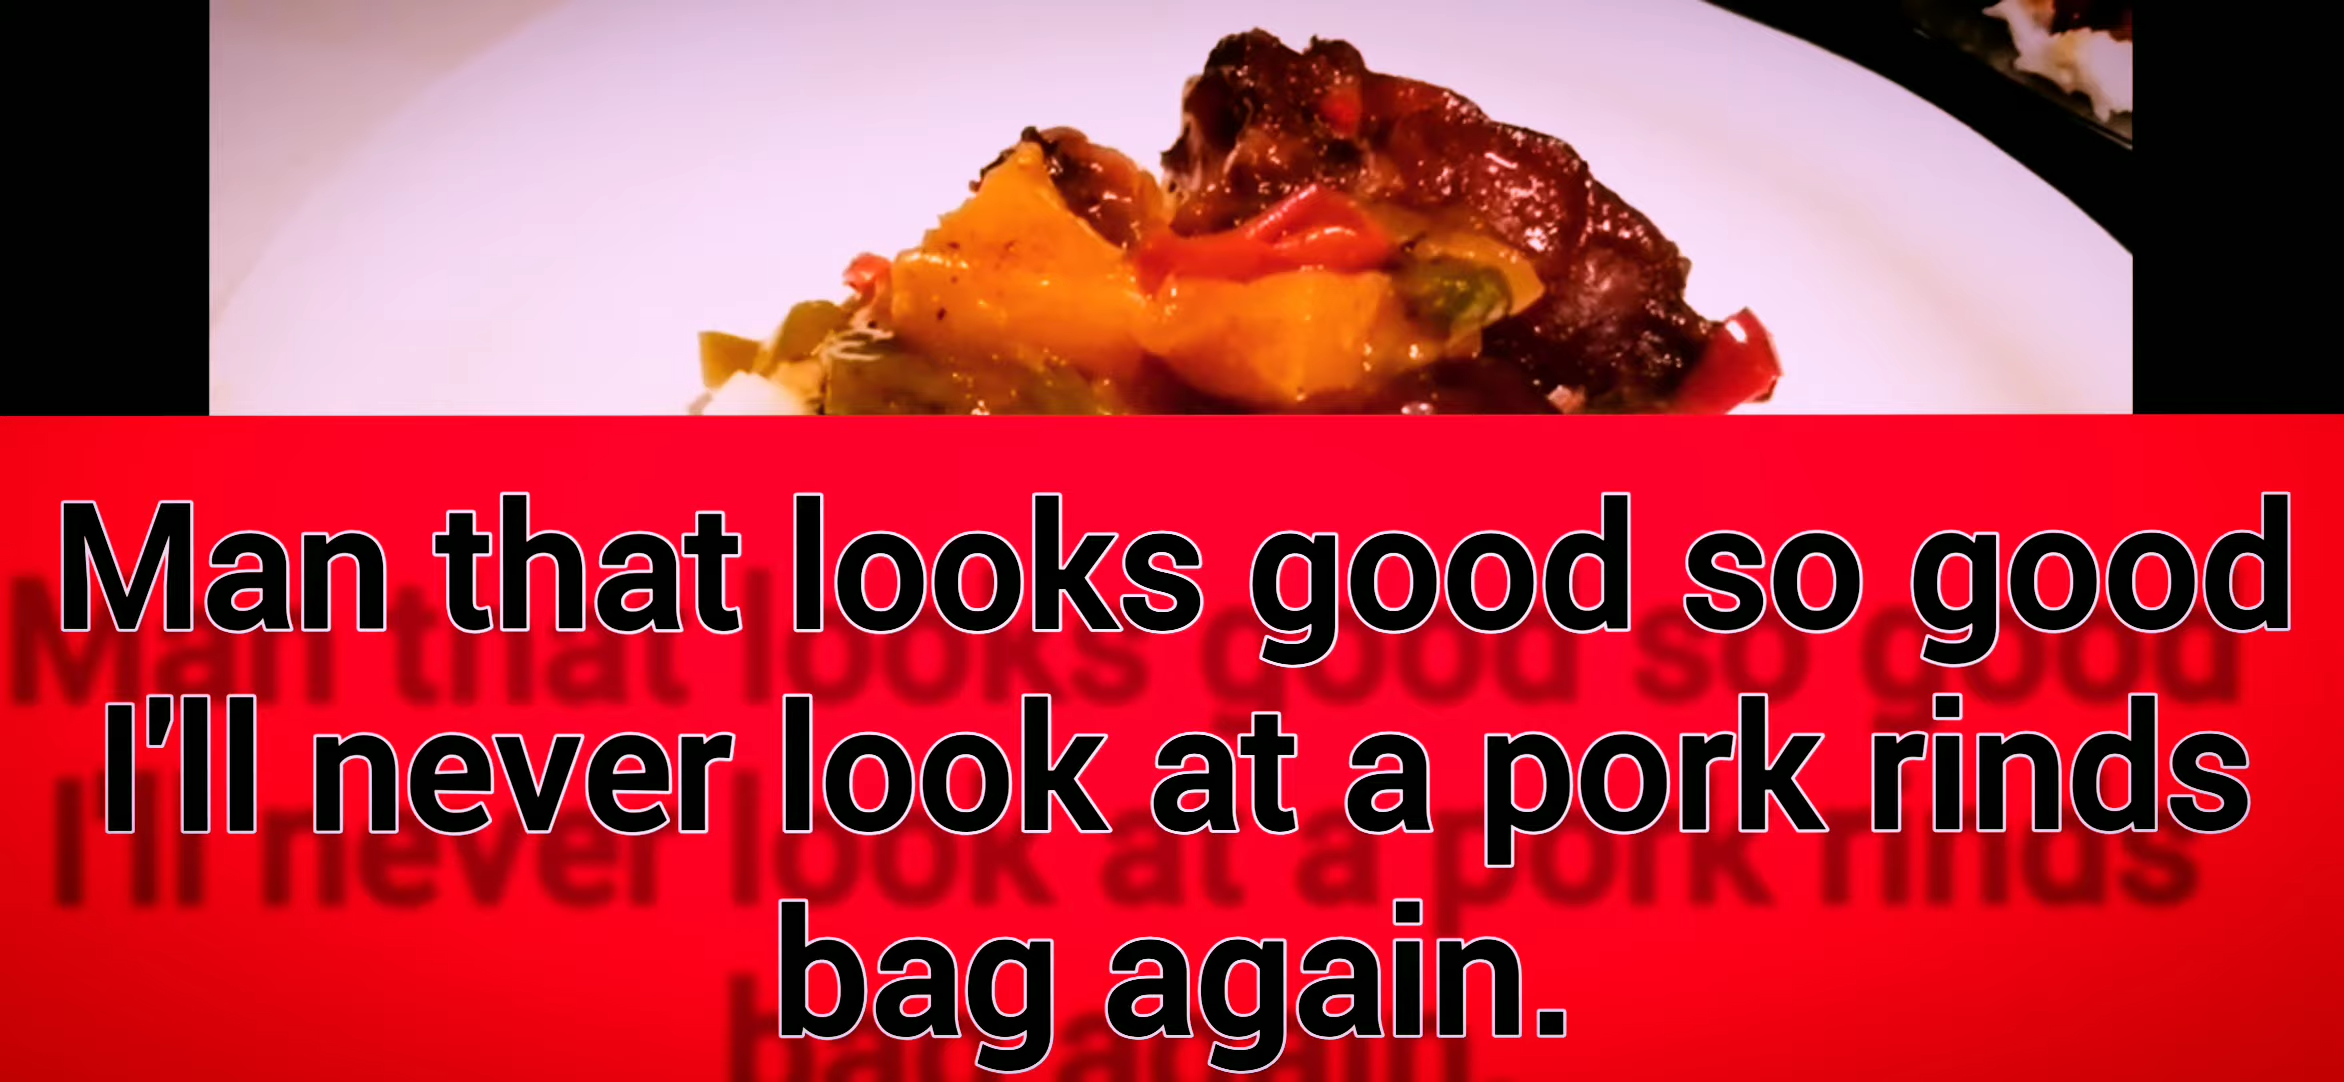 Man that looks good so good
I'll never look at a pork rinds
bag again.